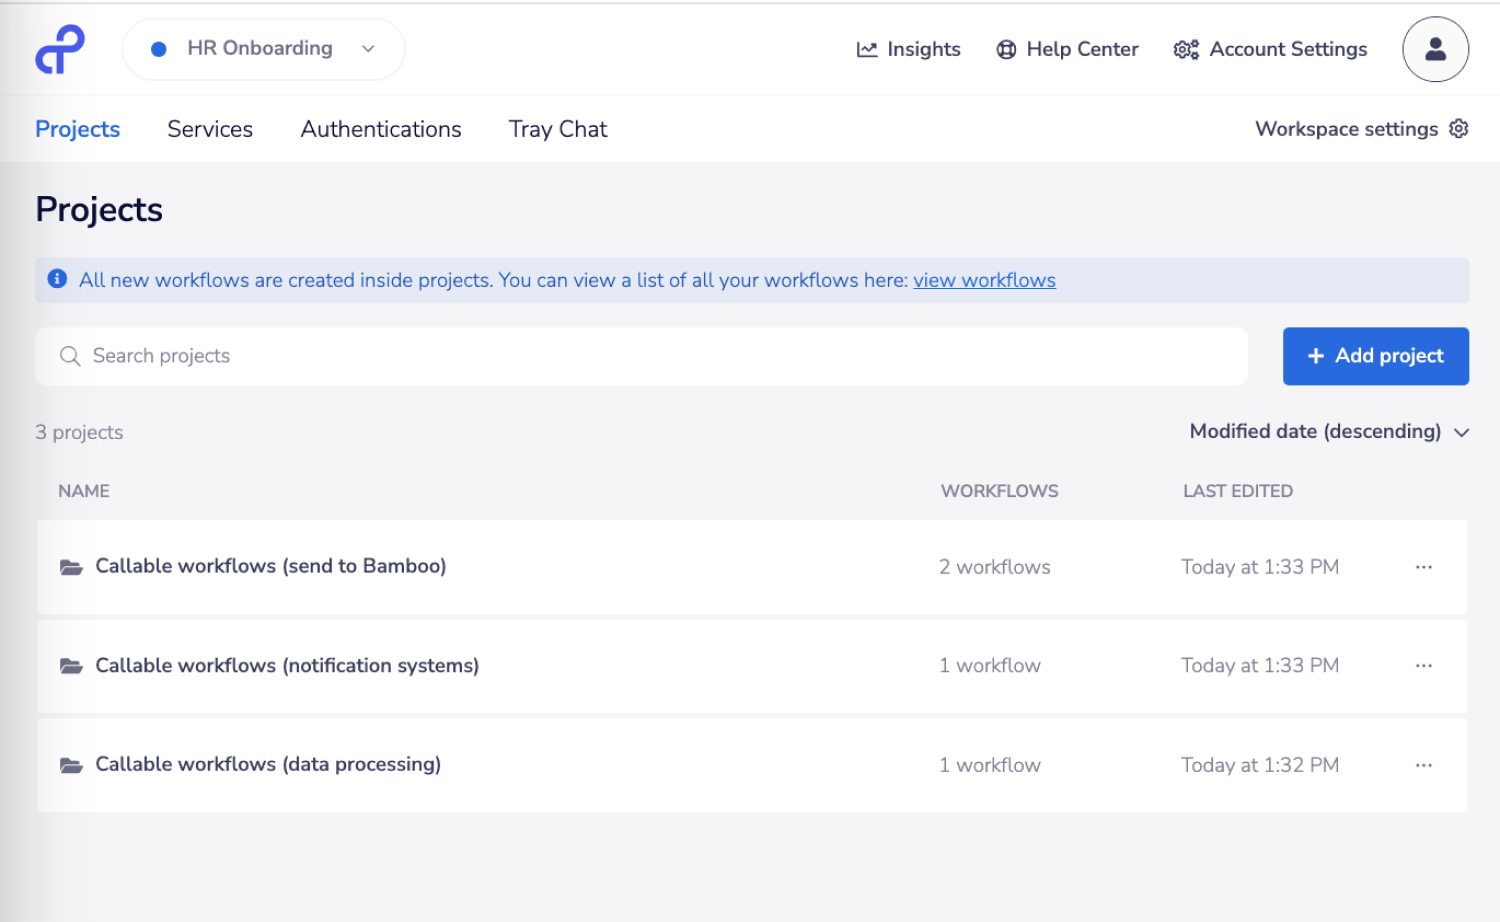 HR Onboarding
Insights
Help Center
Account Settings
Projects
Services
Authentications
Tray Chat
Workspace settings
Projects
All new workflows are created inside projects. You can view a list of all your workflows here: view workflows
Search projects
+ Add project
3 projects
Modified date (descending)
NAME WORKFLOWS LAST EDITED
Callable workflows (send to Bamboo) 2 workflows Today at 1:33 PM ...
Callable workflows (notification systems) 1 workflow Today at 1:33 PM ...
Callable workflows (data processing) 1 workflow Today at 1:32 PM ...